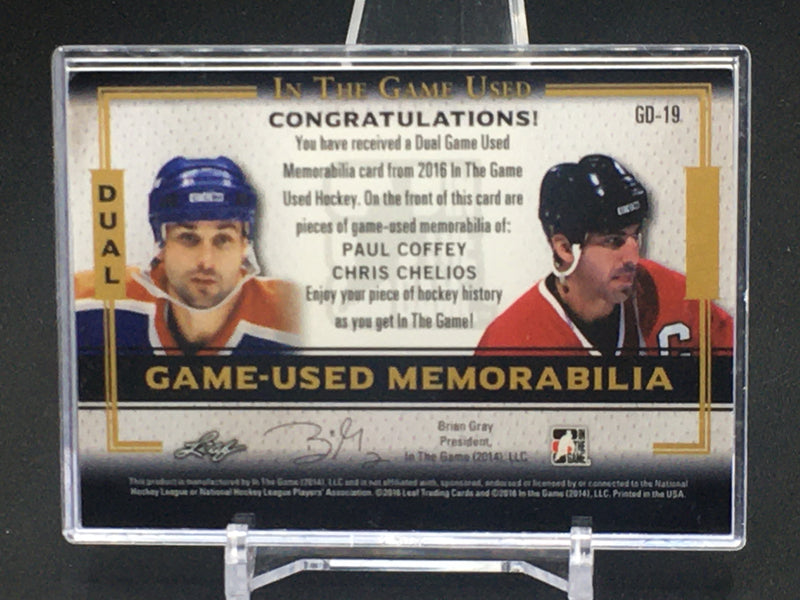 IN THE GAME USED
CONGRATULATIONS!
GD-19
You have received a Dual Game Used
Memorabilia card from 2016 In The Game
Used Hockey. On the front of this card are
pieces of game-used memorabilia of:
PAUL COFFEY
CHRIS CHELIOS
Enjoy your piece of hockey history
as you get In The Game!
DUAL
C
GAME-USED MEMORABILIA
Leaf
Brian Gray
President,
In The Game (2014), LLC
IN THE GAME
This product is manufactured by In The Game (2014), LLC and is not affiliated with, sponsored, endorsed or licensed by or connected to the National
Hockey League or National Hockey League Players' Association. ©2016 Leaf Trading Cards and ©2016 In the Game (2014), LLC. Printed in the USA.